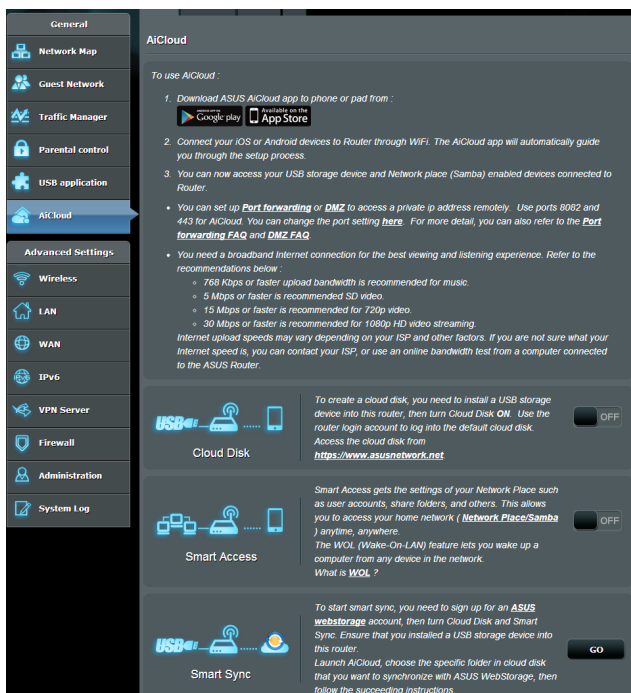 General
Network Map
Guest Network
Traffic Manager
Parental control
USB application
AiCloud
Advanced Settings
Wireless
LAN
WAN
IPv6
VPN Server
Firewall
Administration
System Log
AiCloud
To use AiCloud :
1. Download ASUS AiCloud app to phone or pad from :
ANDROID APP ON
Google play
Available on the
App Store
2. Connect your iOS or Android devices to Router through WiFi. The AiCloud app will automatically guide
you through the setup process.
3. You can now access your USB storage device and Network place (Samba) enabled devices connected to
Router.
• You can set up Port forwarding or DMZ to access a private ip address remotely. Use ports 8082 and
443 for AiCloud. You can change the port setting here. For more detail, you can also refer to the Port
forwarding FAQ and DMZ FAQ.
• You need a broadband Internet connection for the best viewing and listening experience. Refer to the
recommendations below :
○ 768 Kbps or faster upload bandwidth is recommended for music.
○ 5 Mbps or faster is recommended SD video.
○ 15 Mbps or faster is recommended for 720p video.
○ 30 Mbps or faster is recommended for 1080p HD video streaming.
Internet upload speeds may vary depending on your ISP and other factors. If you are not sure what your
Internet speed is, you can contact your ISP, or use an online bandwidth test from a computer connected
to the ASUS Router.
USB
Cloud Disk
To create a cloud disk, you need to install a USB storage
device into this router, then turn Cloud Disk ON. Use the
router login account to log into the default cloud disk.
Access the cloud disk from
https://www.asusnetwork.net.
OFF
Smart Access
Smart Access gets the settings of your Network Place such
as user accounts, share folders, and others. This allows
you to access your home network ( Network Place/Samba
) anytime, anywhere.
The WOL (Wake-On-LAN) feature lets you wake up a
computer from any device in the network.
What is WOL ?
OFF
USB
Smart Sync
To start smart sync, you need to sign up for an ASUS
webstorage account, then turn Cloud Disk and Smart
Sync. Ensure that you installed a USB storage device into
this router.
Launch AiCloud, choose the specific folder in cloud disk
that you want to synchronize with ASUS WebStorage, then
follow the succeeding instructions
GO